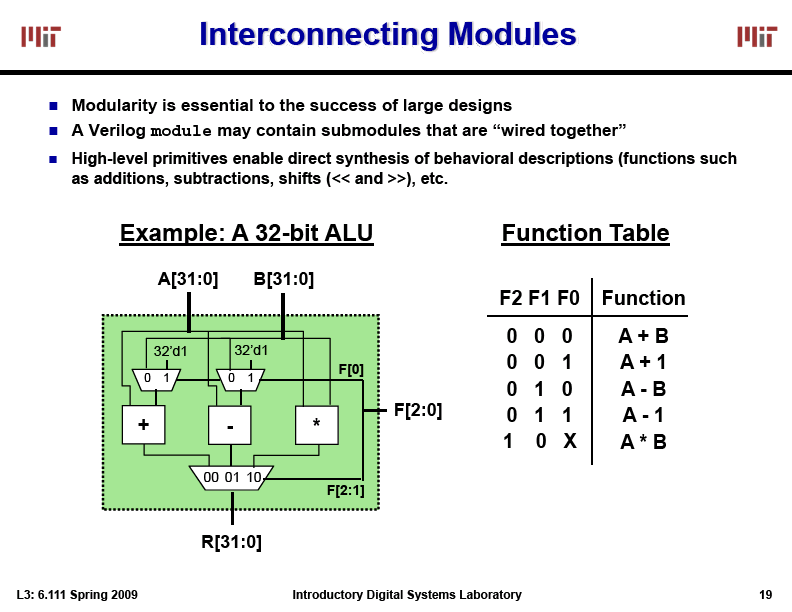 MIT
Interconnecting Modules
MIT
Modularity is essential to the success of large designs
A Verilog module may contain submodules that are “wired together”
High-level primitives enable direct synthesis of behavioral descriptions (functions such
as additions, subtractions, shifts (<< and >>), etc.
Example: A 32-bit ALU
Function Table
A[31:0] B[31:0]
32'd1 32'd1
0 1 0 1
F[0]
F[2:0]
+ - *
00 01 10
F[2:1]
R[31:0]
F2 F1 F0 Function
0 0 0 A + B
0 0 1 A + 1
0 1 0 A - B
0 1 1 A - 1
1 0 X A * B
L3: 6.111 Spring 2009 Introductory Digital Systems Laboratory 19